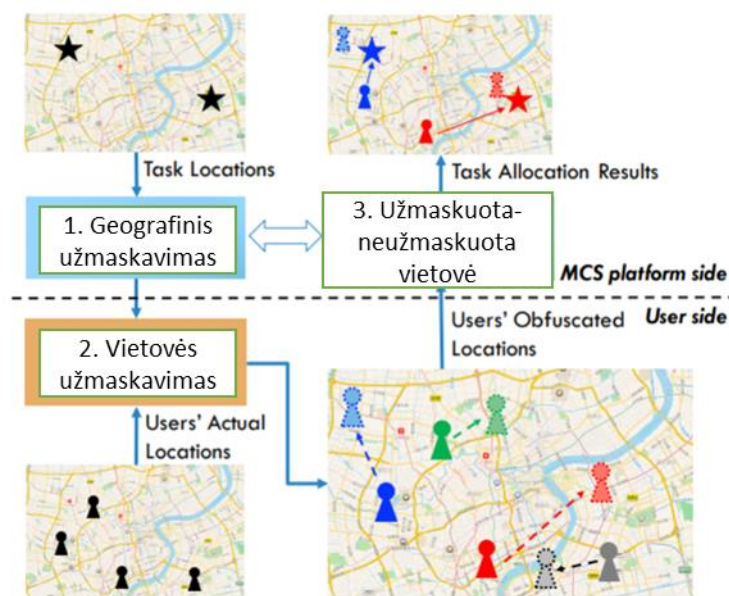 Task Locations
Task Allocation Results
1. Geografinis
užmaskavimas
3. Užmaskuota-
neužmaskuota
vietovė
MCS platform side
User side
2. Vietovės
užmaskavimas
Users' Obfuscated
Locations
Users' Actual
Locations